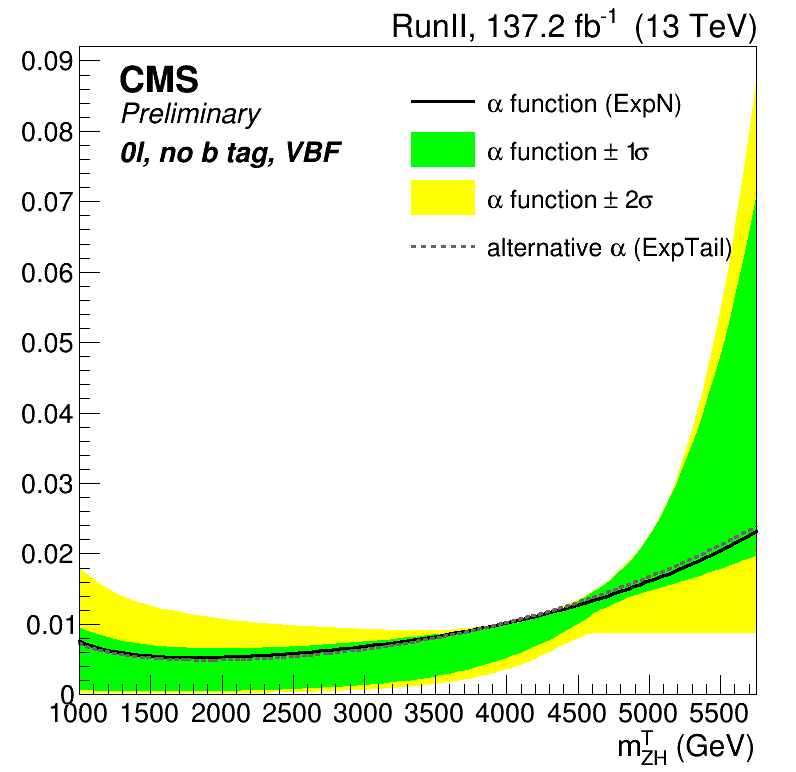 RunII, 137.2 fb⁻¹ (13 TeV)
CMS
Preliminary
0l, no b tag, VBF
α function (ExpN)
α function ± 1σ
α function ± 2σ
alternative α (ExpTail)
0.09
0.08
0.07
0.06
0.05
0.04
0.03
0.02
0.01
0
1000 1500 2000 2500 3000 3500 4000 4500 5000 5500
m^T_ZH (GeV)